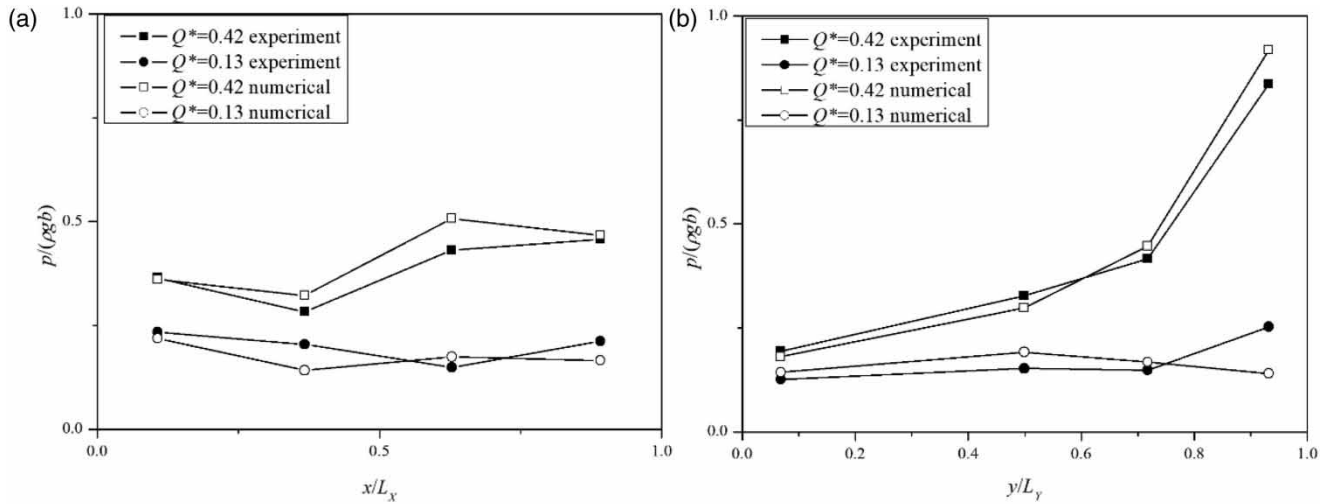 (a)
1.0
Q*=0.42 experiment
Q*=0.13 experiment
Q*=0.42 numerical
Q*=0.13 numerical
0.5
p/(ρgb)
0.0
0.0
0.5
1.0
x/L_X
(b)
1.0
Q*=0.42 experiment
Q*=0.13 experiment
Q*=0.42 numerical
Q*=0.13 numerical
0.5
p/(ρgb)
0.0
0.0
0.2
0.4
0.6
0.8
1.0
y/L_Y